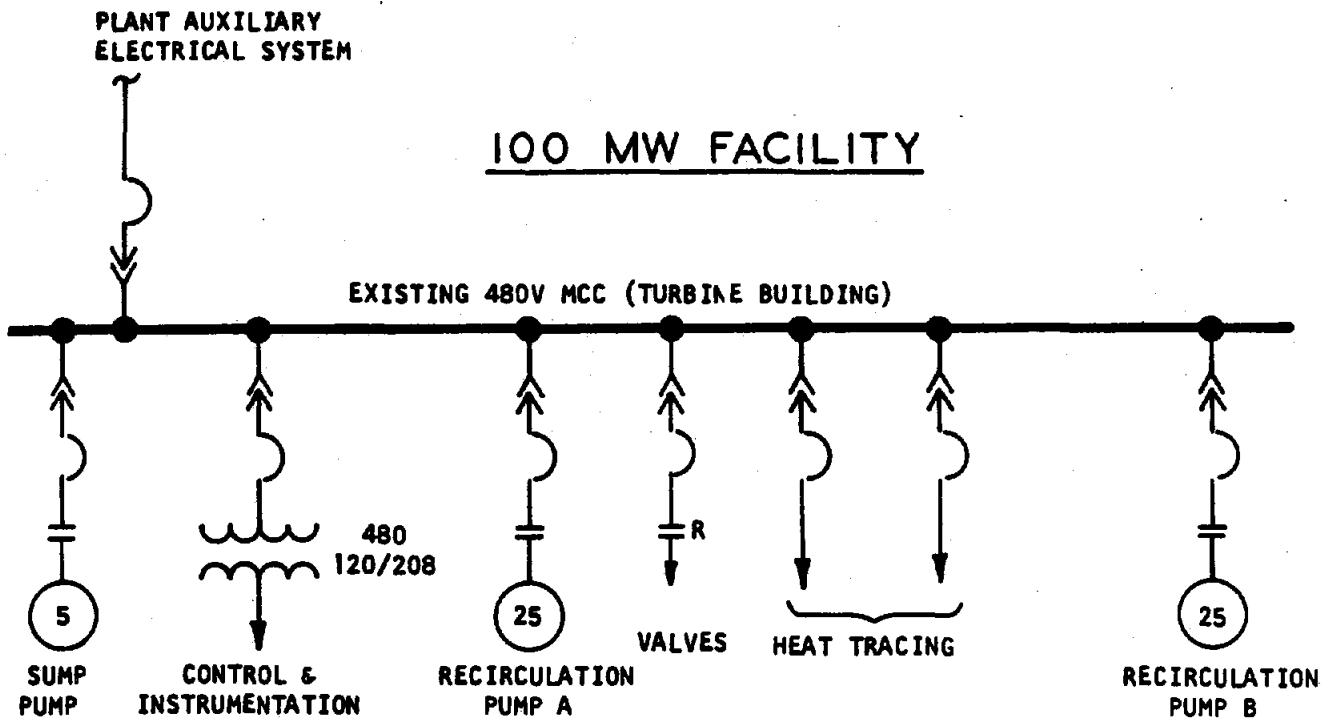 PLANT AUXILIARY
ELECTRICAL SYSTEM
100 MW FACILITY
EXISTING 480V MCC (TURBINE BUILDING)
480
120/208
R
5
25
25
SUMP
PUMP
CONTROL &
INSTRUMENTATION
RECIRCULATION
PUMP A
VALVES
HEAT TRACING
RECIRCULATION
PUMP B